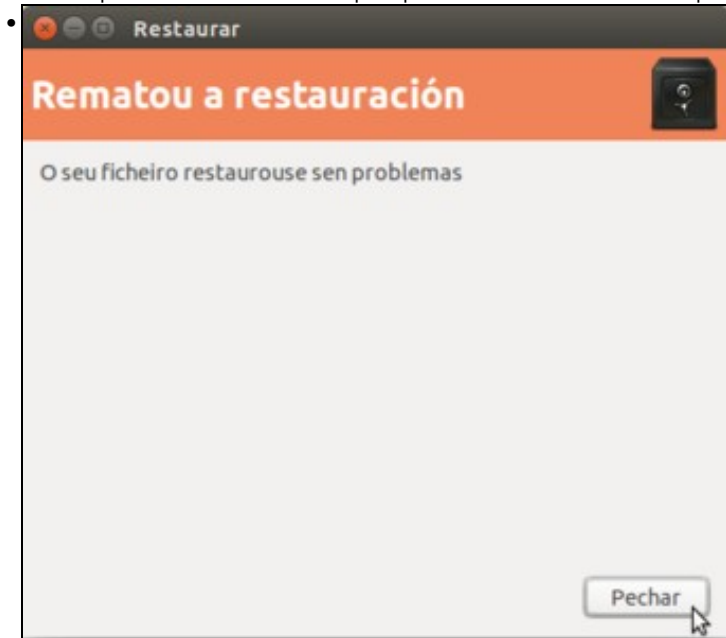 Restaurar
Rematou a restauración
O seu ficheiro restaurouse sen problemas
Pechar